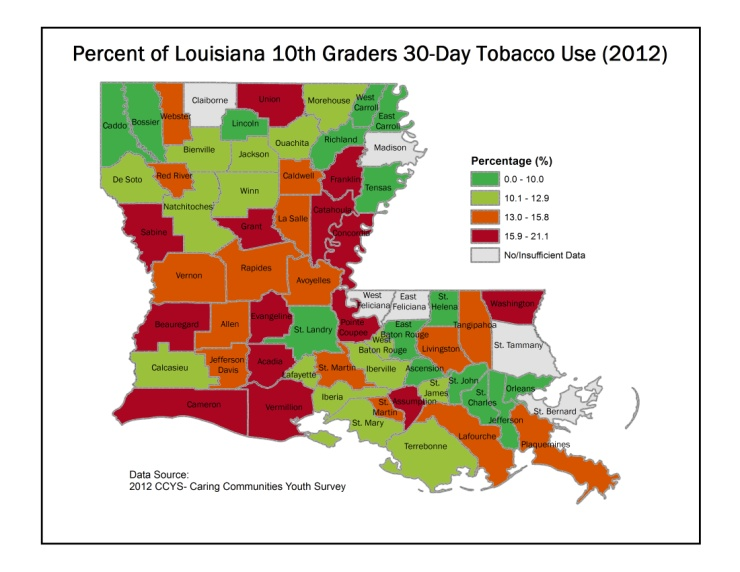 Percent of Louisiana 10th Graders 30-Day Tobacco Use (2012)
Claiborne
Union
Morehouse
West
Carroll
East
Carroll
Webster
Caddo
Bossier
Lincoln
Richland
Ouachita
Madison
Bienville
Jackson
De Soto
Red River
Caldwell
Franklin
Tensas
Winn
Natchitoches
Catahoula
La Salle
Sabine
Grant
Concordia
Vernon
Rapides
Avoyelles
West
Feliciana
East
Feliciana
St.
Helena
Washington
Beauregard
Allen
Evangeline
St. Landry
Pointe
Coupee
East
Baton Rouge
West
Baton Rouge
Tangipahoa
Livingston
St. Tammany
Calcasieu
Jefferson
Davis
Acadia
Lafayette
St. Martin
Iberville
Ascension
St.
James
St. John
St.
Charles
Orleans
Cameron
Vermilion
Iberia
St.
Martin
Assumption
St. Mary
Jefferson
St. Bernard
Terrebonne
Lafourche
Plaquemines
Percentage (%)
0.0 - 10.0
10.1 - 12.9
13.0 - 15.8
15.9 - 21.1
No/Insufficient Data
Data Source:
2012 CCYS- Caring Communities Youth Survey